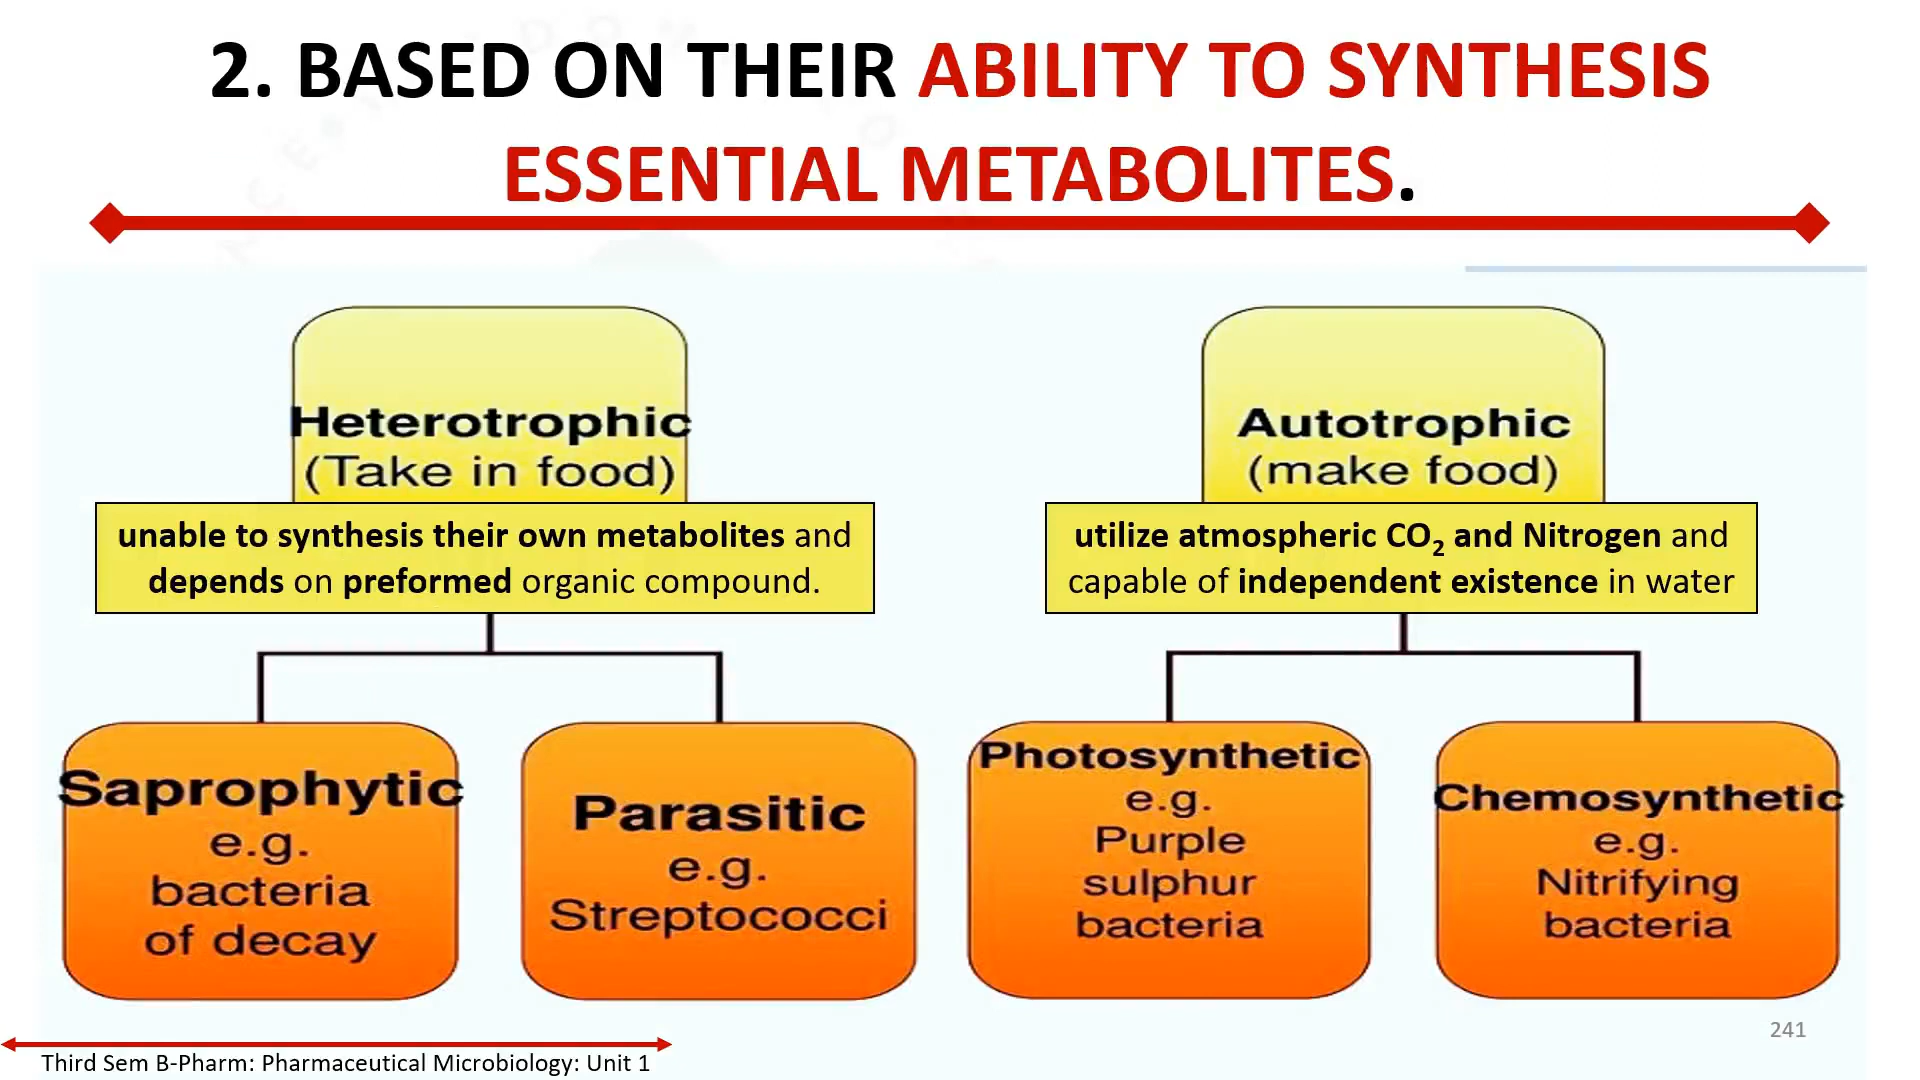 2. BASED ON THEIR ABILITY TO SYNTHESIS
ESSENTIAL METABOLITES.
Heterotrophic
(Take in food)
unable to synthesis their own metabolites and
depends on preformed organic compound.
Autotrophic
(make food)
utilize atmospheric CO₂ and Nitrogen and
capable of independent existence in water
Saprophytic
e.g.
bacteria
of decay
Parasitic
e.g.
Streptococci
Photosynthetic
e.g.
Purple
sulphur
bacteria
Chemosynthetic
e.g.
Nitrifying
bacteria
241
Third Sem B-Pharm: Pharmaceutical Microbiology: Unit 1